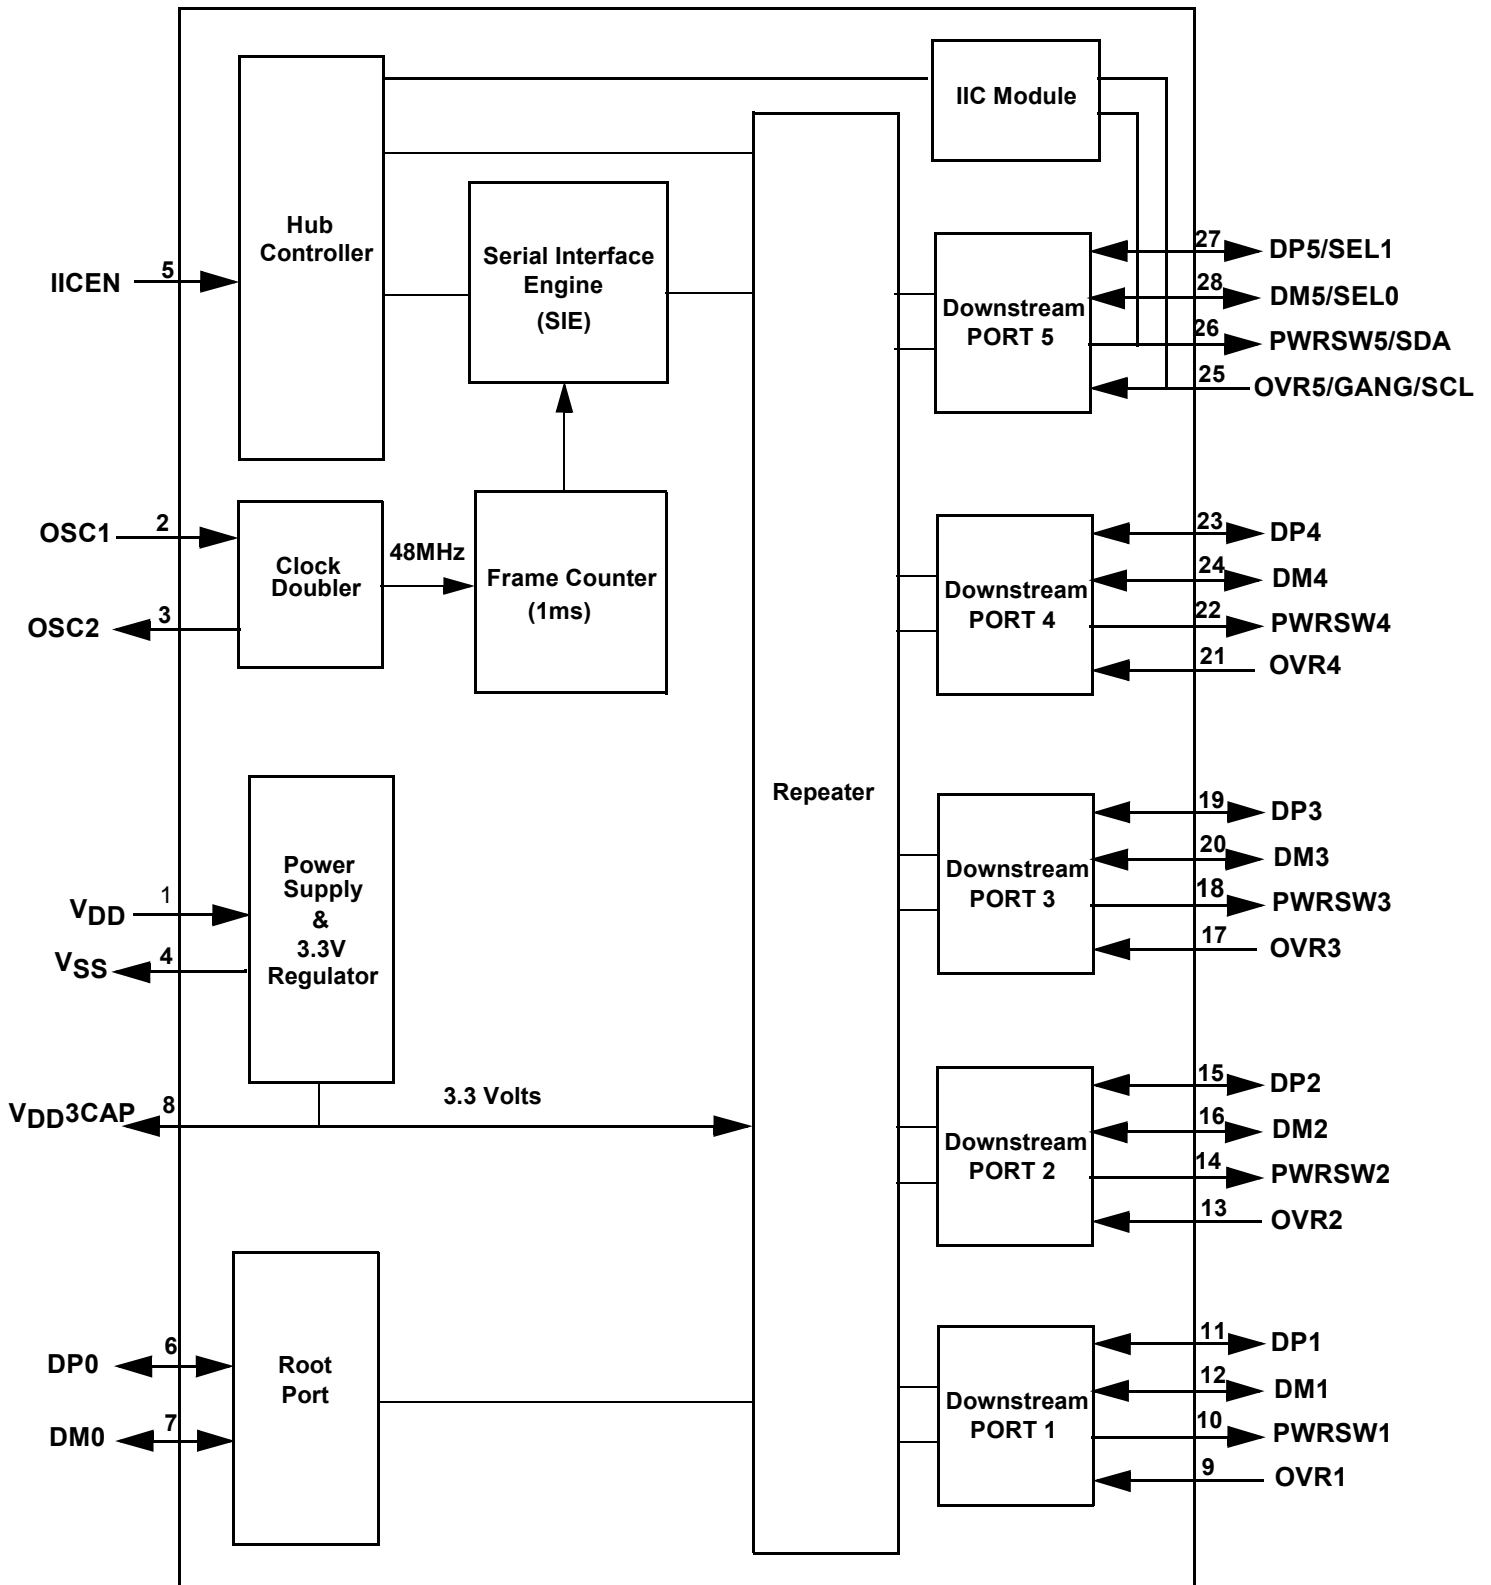 IIC Module
Hub
Controller
Serial Interface
Engine
(SIE)
IICEN
5
Downstream
PORT 5
27
DP5/SEL1
28
DM5/SEL0
26
PWRSW5/SDA
25
OVR5/GANG/SCL
OSC1
2
OSC2
3
Clock
Doubler
48MHz
Frame Counter
(1ms)
Downstream
PORT 4
23
DP4
24
DM4
22
PWRSW4
21
OVR4
Repeater
Power
Supply
&
3.3V
Regulator
VDD
1
VSS
4
Downstream
PORT 3
19
DP3
20
DM3
18
PWRSW3
17
OVR3
VDD3CAP
8
3.3 Volts
Downstream
PORT 2
15
DP2
16
DM2
14
PWRSW2
13
OVR2
DP0
6
DM0
7
Root
Port
Downstream
PORT 1
11
DP1
12
DM1
10
PWRSW1
9
OVR1